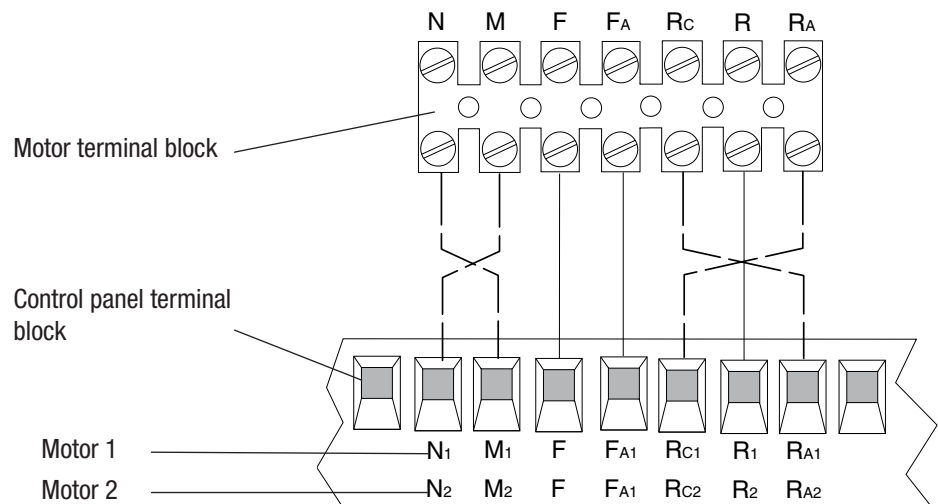 N M F FA RC R RA
Motor terminal block
Control panel terminal
block
Motor 1 N1 M1 F FA1 RC1 R1 RA1
Motor 2 N2 M2 F FA1 RC2 R2 RA2